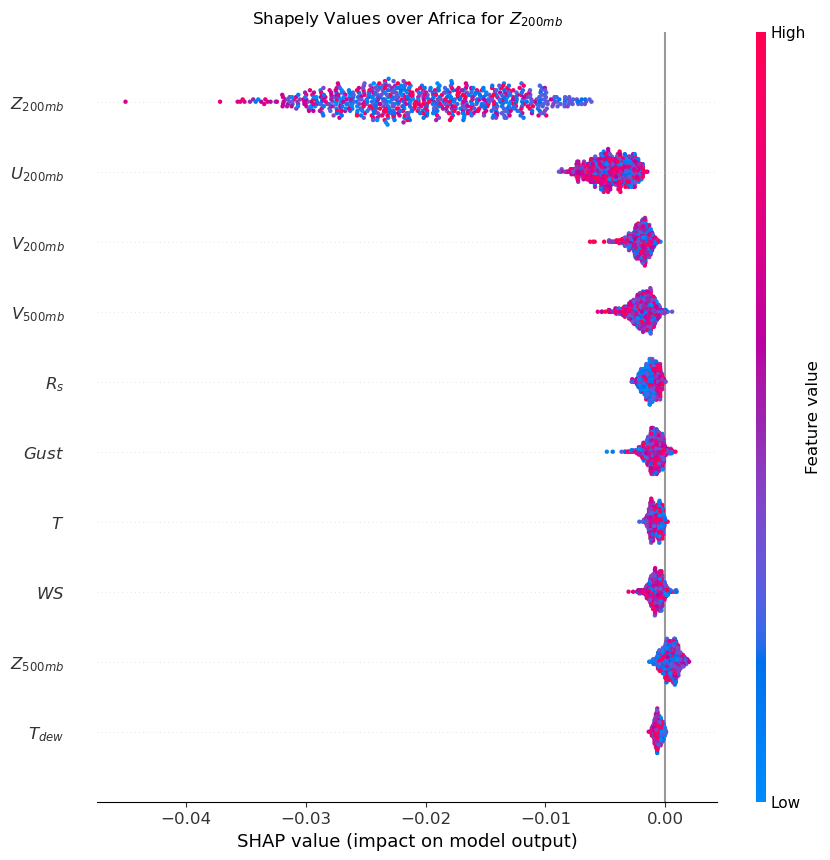 Shapely Values over Africa for Z200mb
High
Z200mb
U200mb
V200mb
V500mb
Rs
Gust
T
WS
Z500mb
Tdew
Feature value
Low
−0.04 −0.03 −0.02 −0.01 0.00
SHAP value (impact on model output)